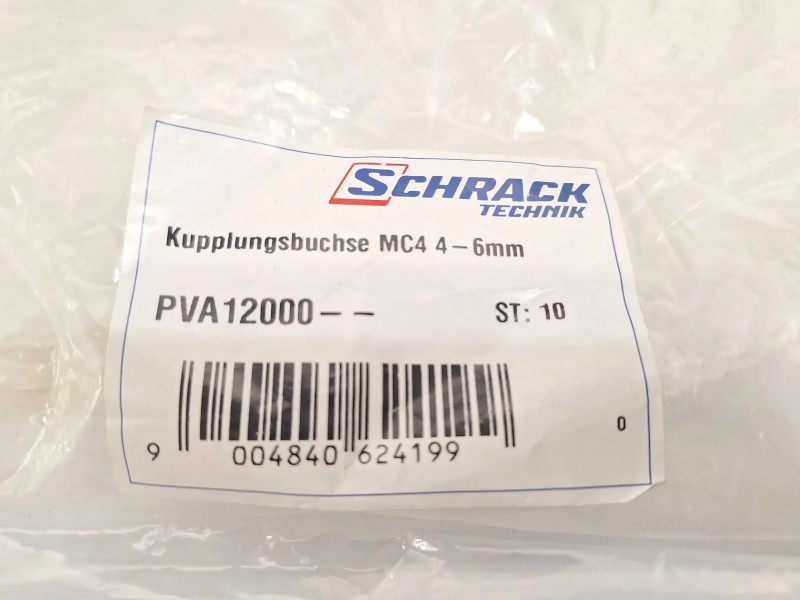 SCHRACK
TECHNIK
Kupplungsbuchse MC4 4-6mm
PVA12000-- ST: 10
0
9 004840 624199